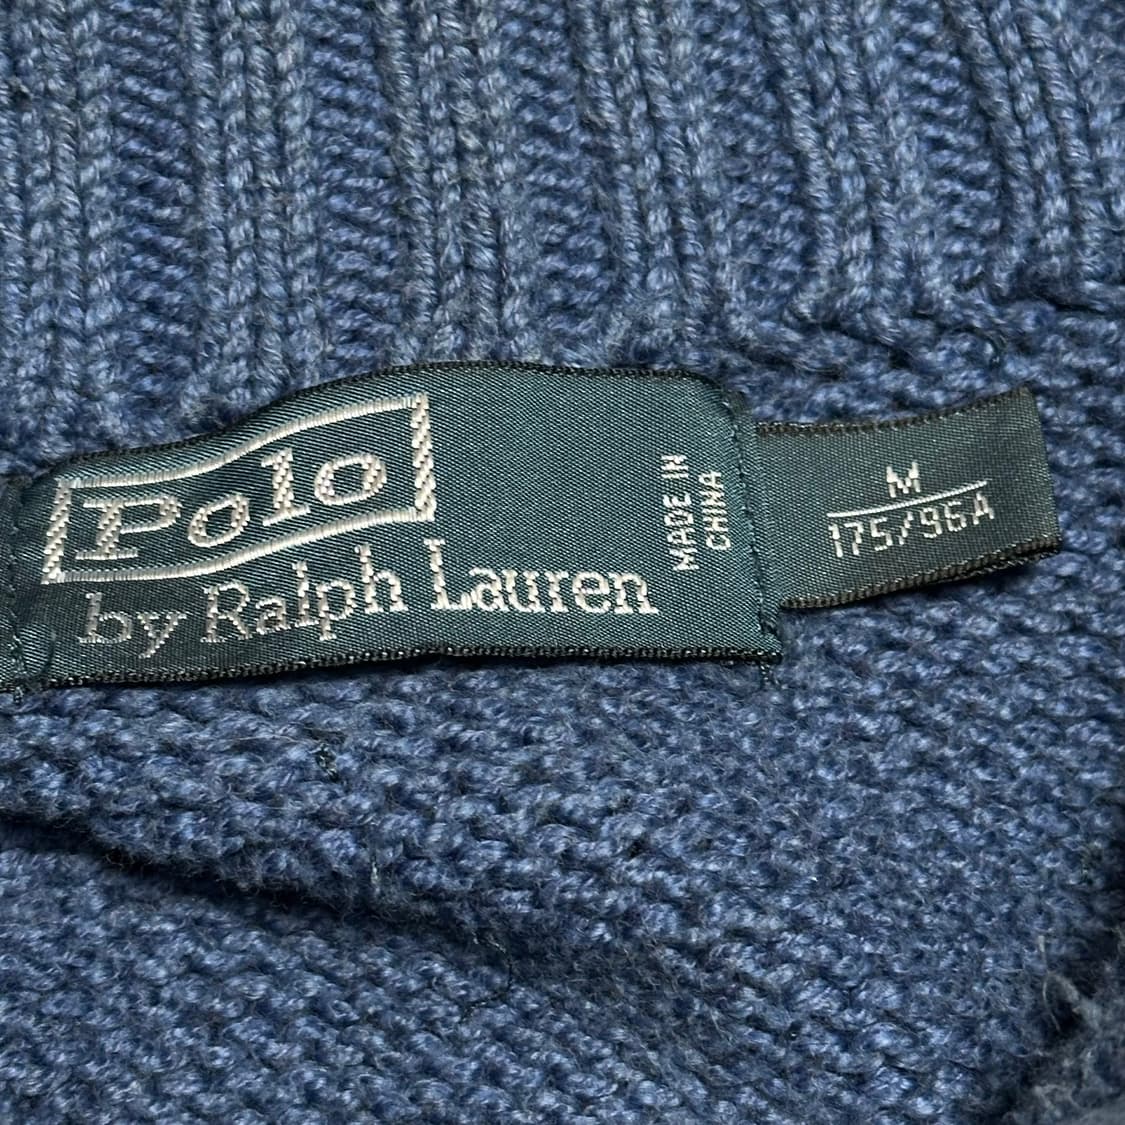 Polo
by Ralph Lauren
MADE IN
CHINA
M
175/96A